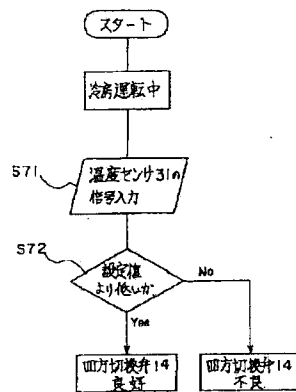 スタート
冷房運転中
S71
温度センサ31の
信号入力
S72
設定値
より低いか
No
Yes
四方切換弁14
良好
四方切換弁14
不良